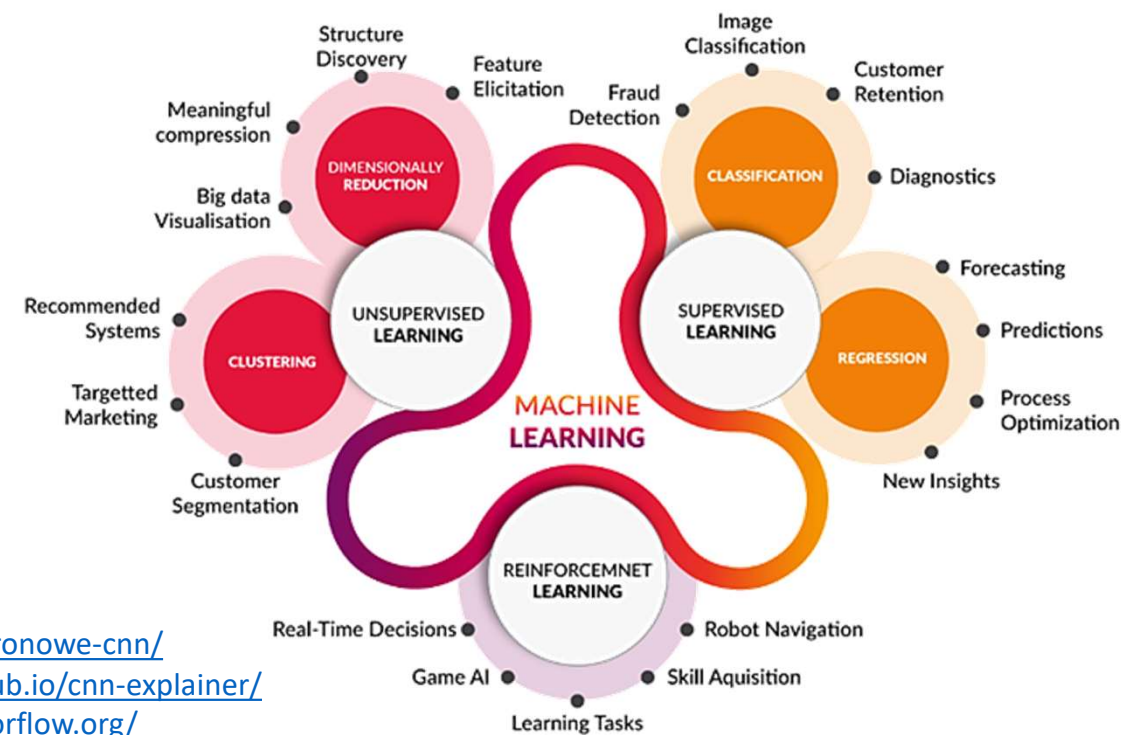 Structure
Discovery
Feature
Elicitation
Meaningful
compression
Big data
Visualisation
DIMENSIONALLY
REDUCTION
Recommended
Systems
Targetted
Marketing
Customer
Segmentation
CLUSTERING
UNSUPERVISED
LEARNING
Image
Classification
Customer
Retention
Fraud
Detection
Diagnostics
CLASSIFICATION
SUPERVISED
LEARNING
Forecasting
Predictions
Process
Optimization
New Insights
REGRESSION
MACHINE
LEARNING
REINFORCEMNET
LEARNING
Real-Time Decisions
Game AI
Learning Tasks
Skill Aquisition
Robot Navigation
ronowe-cnn/
ub.io/cnn-explainer/
orflow.org/